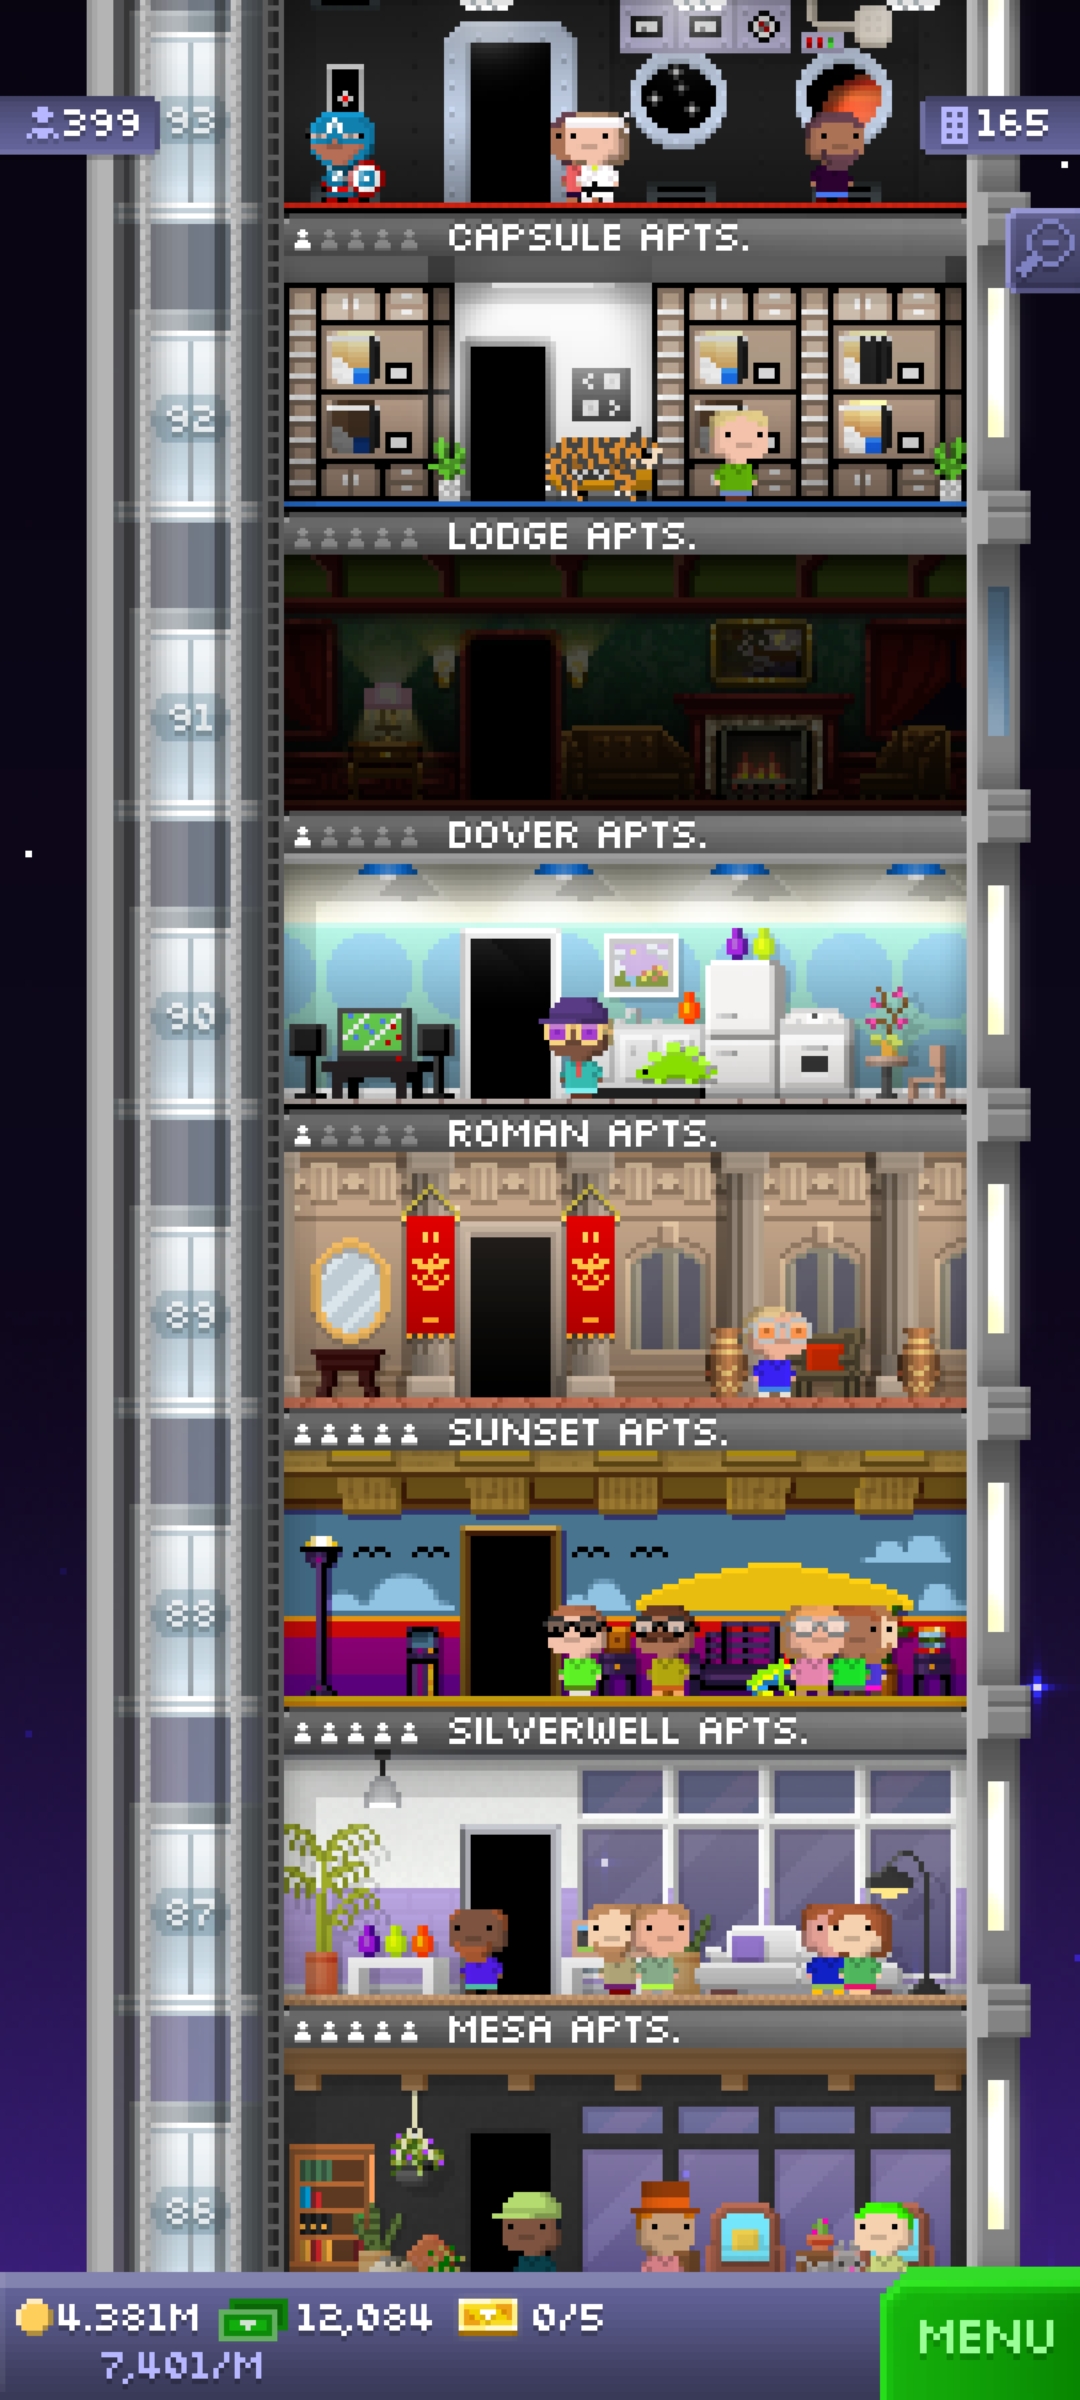 93
399
165
CAPSULE APTS.
92
LODGE APTS.
91
DOVER APTS.
90
ROMAN APTS.
89
SUNSET APTS.
88
SILVERWELL APTS.
87
MESA APTS.
86
4.381M 12,084 0/5
7,401/M
MENU